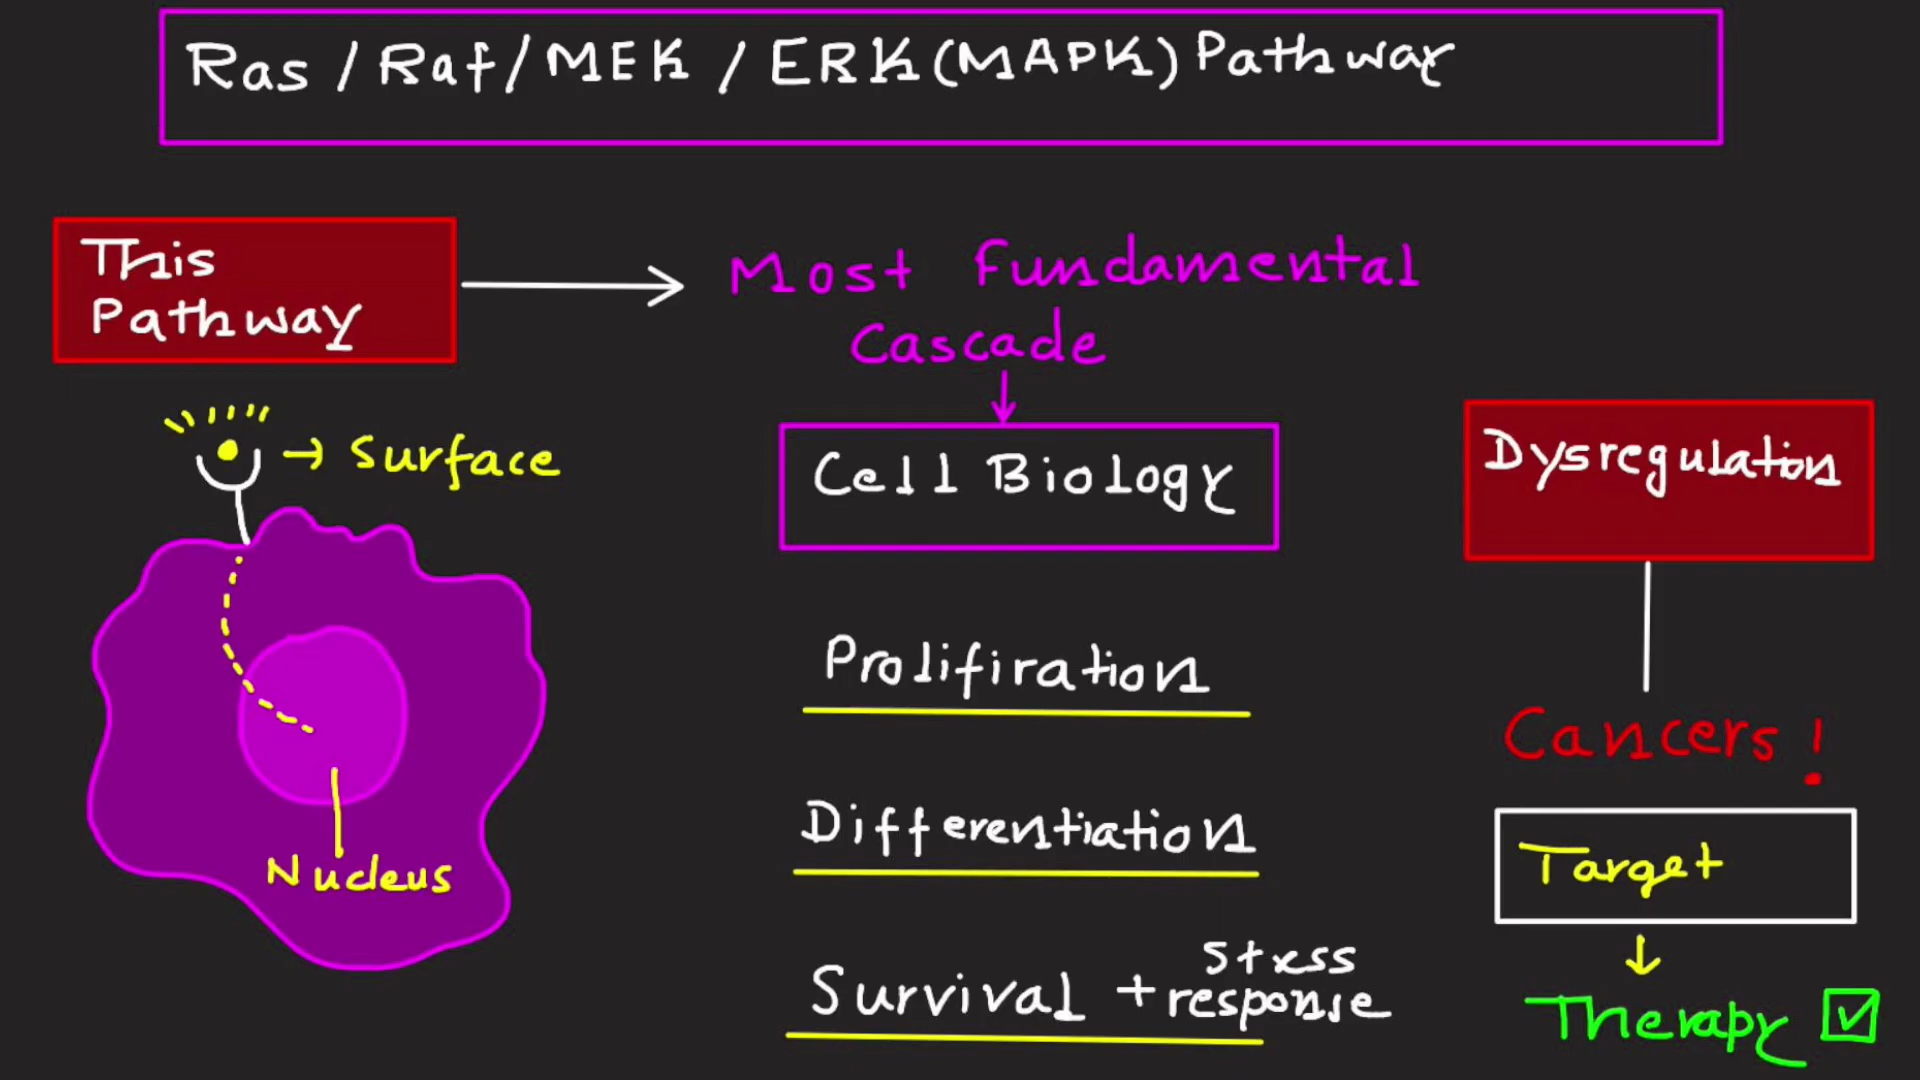 Ras / Raf / MEK / ERK (MAPK) Pathway
This
Pathway
Most Fundamental
Cascade
Surface
Cell Biology
Dysregulation
Prolifiration
Cancers !
Differentiation
Target
Nucleus
Survival + stress
response
Therapy